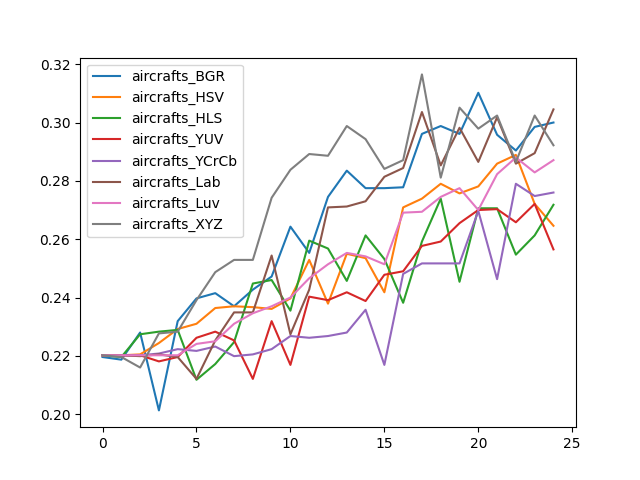 0.32
0.30
0.28
0.26
0.24
0.22
0.20
aircrafts_BGR
aircrafts_HSV
aircrafts_HLS
aircrafts_YUV
aircrafts_YCrCb
aircrafts_Lab
aircrafts_Luv
aircrafts_XYZ
0 5 10 15 20 25